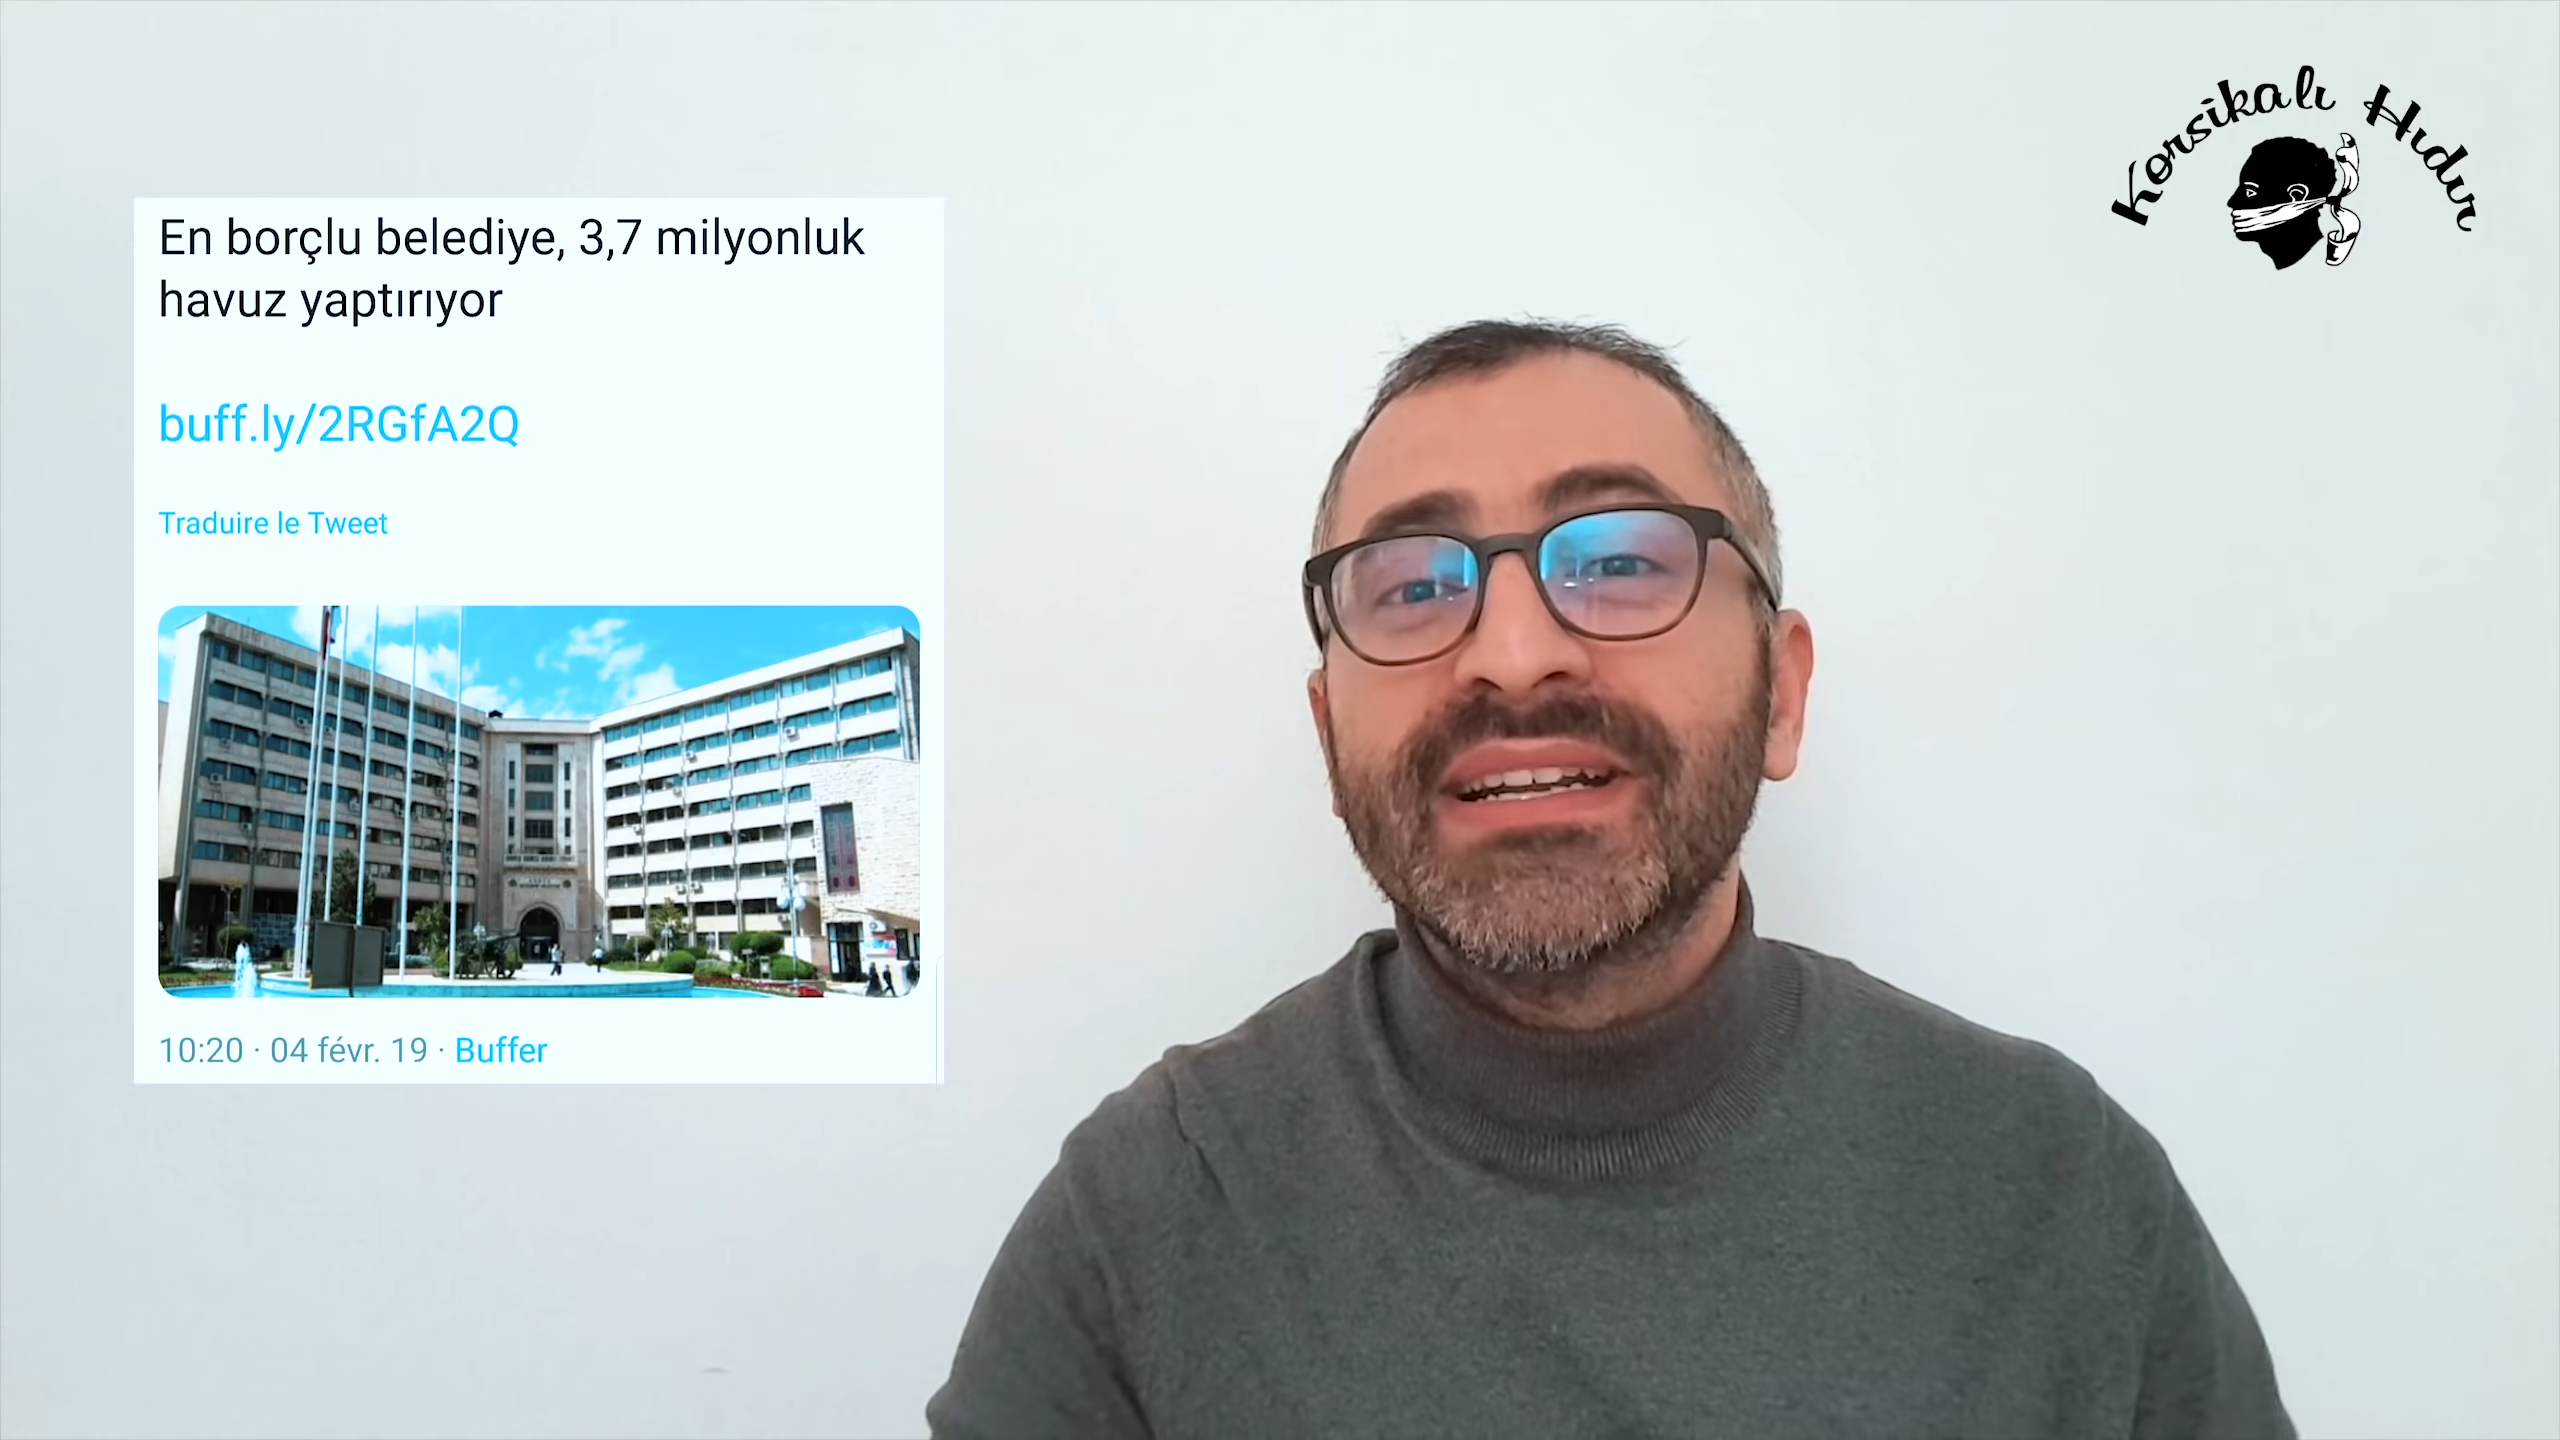 En borçlu belediye, 3,7 milyonluk
havuz yaptırıyor
buff.ly/2RGfA2Q
Traduire le Tweet
10:20 · 04 févr. 19 · Buffer
Korsikalı Hıdır